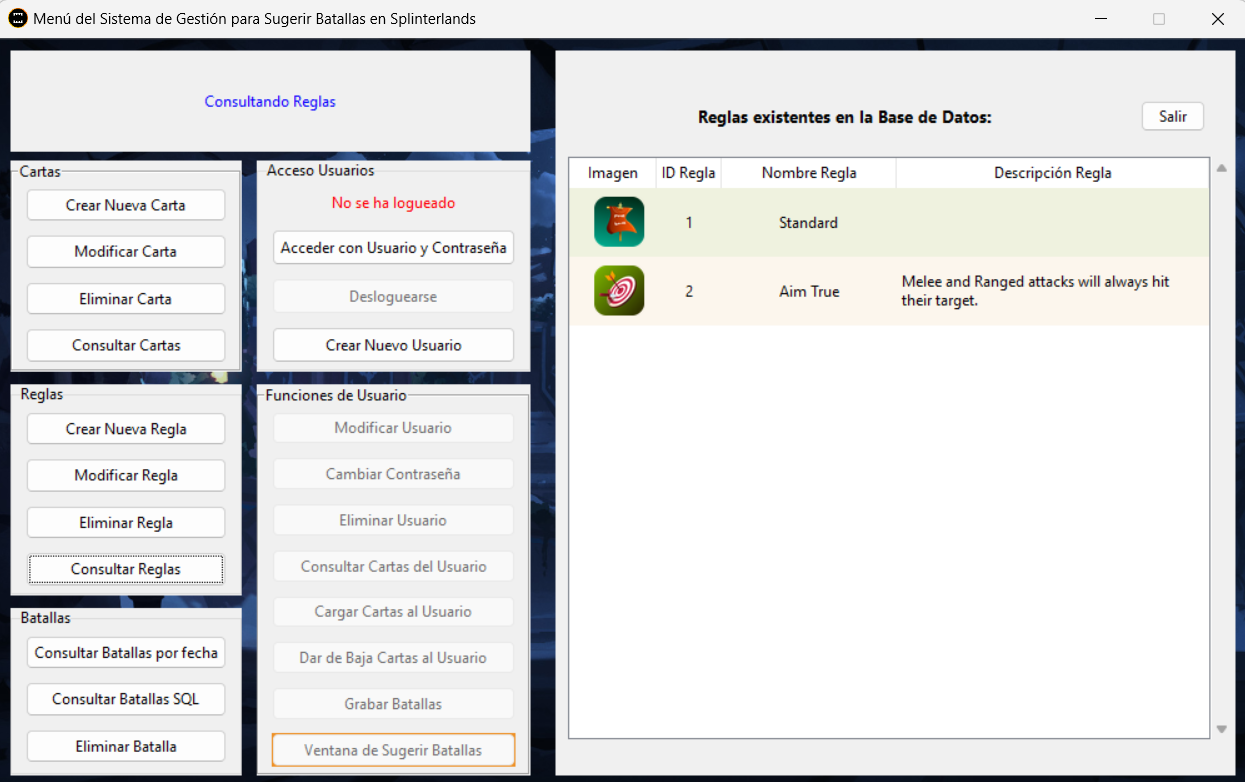 Menú del Sistema de Gestión para Sugerir Batallas en Splinterlands
Consultando Reglas
Cartas
Crear Nueva Carta
Modificar Carta
Eliminar Carta
Consultar Cartas
Acceso Usuarios
No se ha logueado
Acceder con Usuario y Contraseña
Desloguearse
Crear Nuevo Usuario
Reglas
Crear Nueva Regla
Modificar Regla
Eliminar Regla
Consultar Reglas
Funciones de Usuario
Modificar Usuario
Cambiar Contraseña
Eliminar Usuario
Consultar Cartas del Usuario
Cargar Cartas al Usuario
Dar de Baja Cartas al Usuario
Grabar Batallas
Ventana de Sugerir Batallas
Batallas
Consultar Batallas por fecha
Consultar Batallas SQL
Eliminar Batalla
Reglas existentes en la Base de Datos:
Salir
Imagen ID Regla Nombre Regla Descripción Regla
1 Standard
2 Aim True Melee and Ranged attacks will always hit
their target.